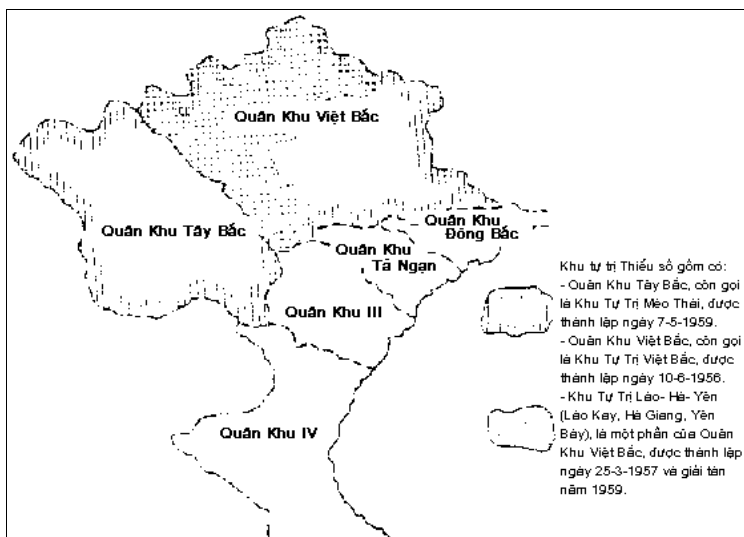 Quân Khu Việt Bắc
Quân Khu Tây Bắc
Quân Khu
Đông Bắc
Quân Khu
Tả Ngạn
Quân Khu III
Quân Khu IV
Khu tự trị Thiểu số gồm có:
- Quân Khu Tây Bắc, còn gọi
là Khu Tự Trị Mèo Thái, được
thành lập ngày 7-5-1959.
- Quân Khu Việt Bắc, còn gọi
là Khu Tự Trị Việt Bắc, được
thành lập ngày 10-6-1956.
- Khu Tự Trị Lào- Hà- Yên
(Lào Kay, Hà Giang, Yên
Báy), là một phần của Quân
Khu Việt Bắc, được thành lập
ngày 25-3-1957 và giải tán
năm 1959.